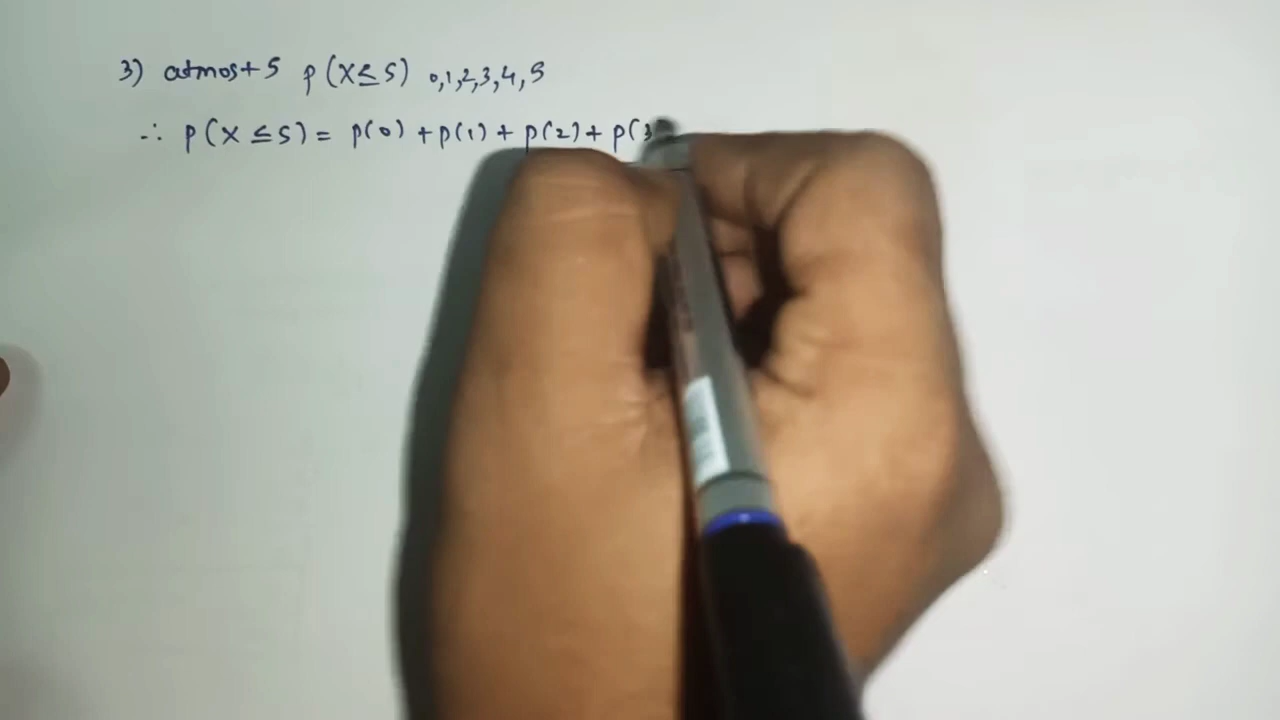 3) atmost 5 p(X≤5) 0,1,2,3,4,5
∴ p(X≤5) = p(0) + p(1) + p(2) + p(3